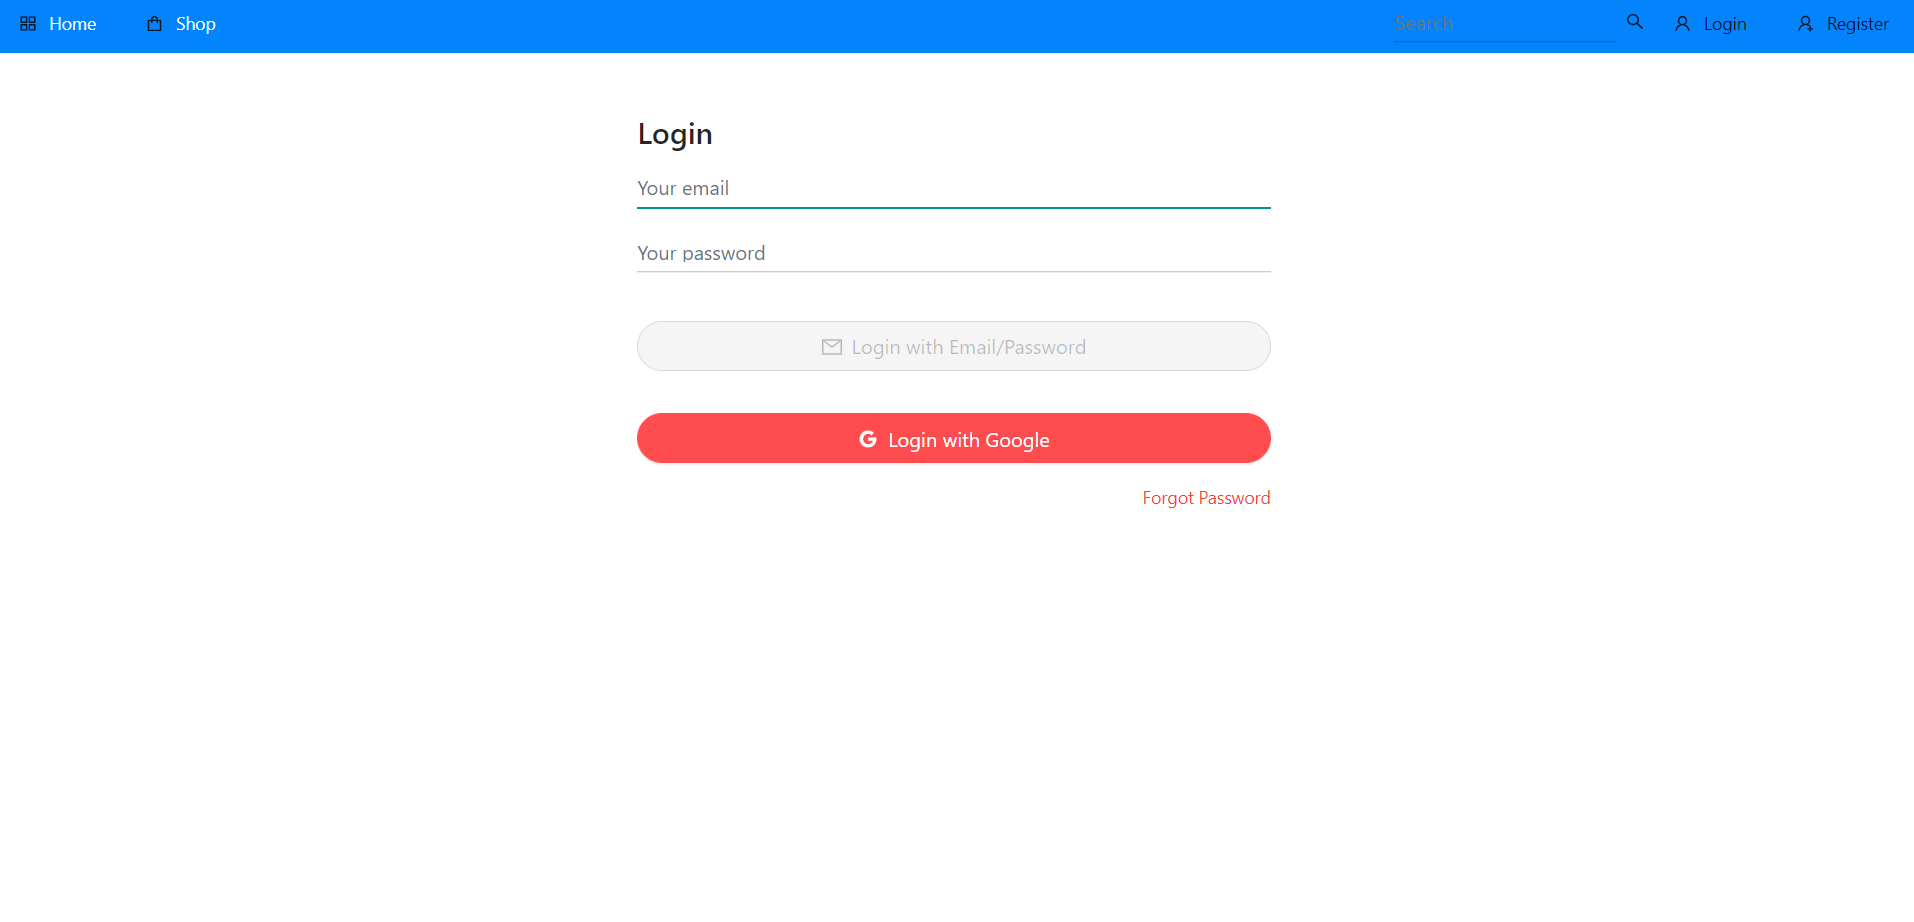 Home Shop Search Login Register
Login
Your email
Your password
Login with Email/Password
Login with Google
Forgot Password